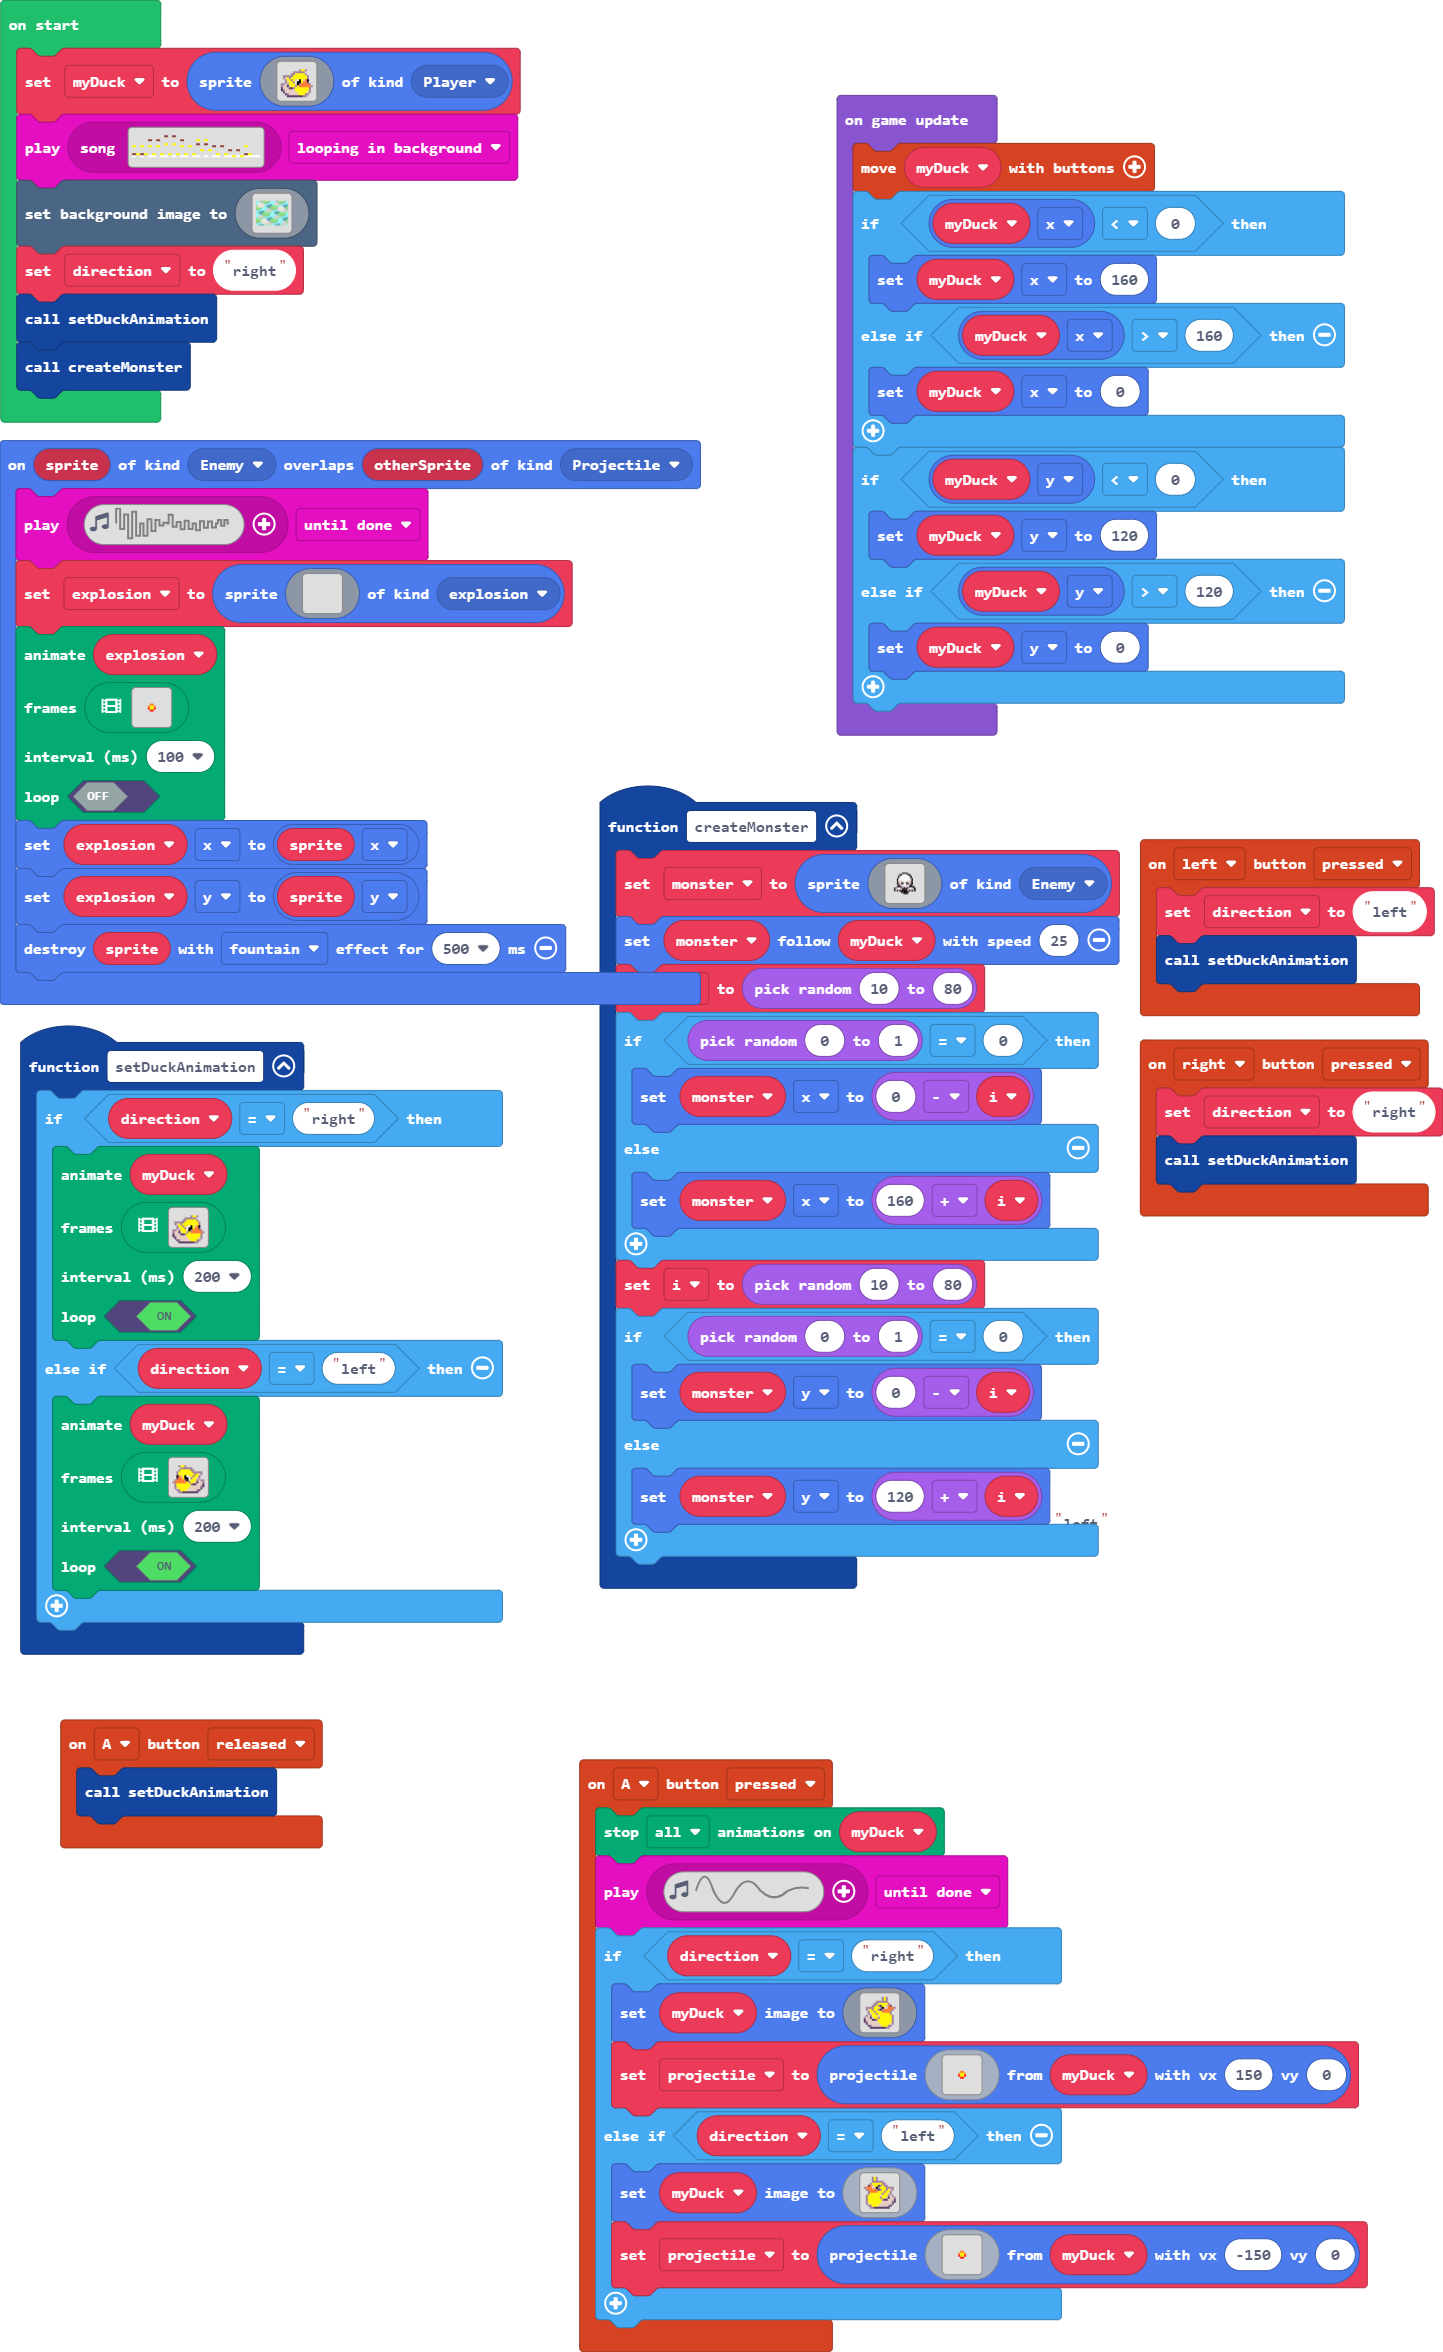 on start
set myDuck to sprite of kind Player
play song looping in background
set background image to
set direction to "right"
call setDuckAnimation
call createMonster
on game update
move myDuck with buttons
if myDuck x < 0 then
set myDuck x to 160
else if myDuck x > 160 then
set myDuck x to 0
if myDuck y < 0 then
set myDuck y to 120
else if myDuck y > 120 then
set myDuck y to 0
on sprite of kind Enemy overlaps otherSprite of kind Projectile
play until done
set explosion to sprite of kind explosion
animate explosion
frames
interval (ms) 100
loop OFF
set explosion x to sprite x
set explosion y to sprite y
destroy sprite with fountain effect for 500 ms
function createMonster
set monster to sprite of kind Enemy
set monster follow myDuck with speed 25
to pick random 10 to 80
if pick random 0 to 1 = 0 then
set monster x to 0 - i
else
set monster x to 160 + i
set i to pick random 10 to 80
if pick random 0 to 1 = 0 then
set monster y to 0 - i
else
set monster y to 120 + i
"left"
on left button pressed
set direction to "left"
call setDuckAnimation
on right button pressed
set direction to "right"
call setDuckAnimation
function setDuckAnimation
if direction = "right" then
animate myDuck
frames
interval (ms) 200
loop ON
else if direction = "left" then
animate myDuck
frames
interval (ms) 200
loop ON
on A button released
call setDuckAnimation
on A button pressed
stop all animations on myDuck
play until done
if direction = "right" then
set myDuck image to
set projectile to projectile from myDuck with vx 150 vy 0
else if direction = "left" then
set myDuck image to
set projectile to projectile from myDuck with vx -150 vy 0